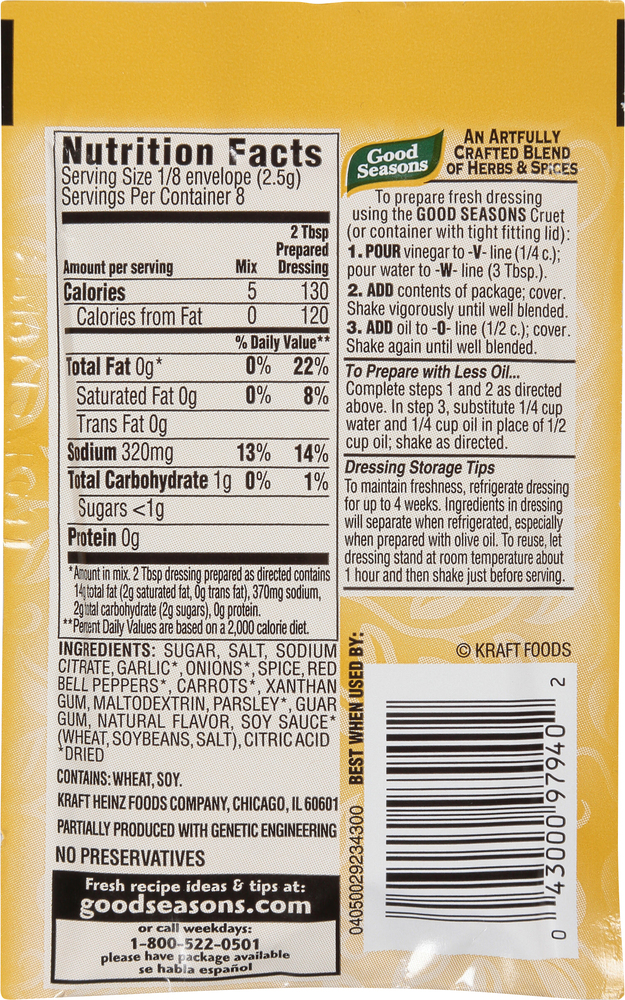 Nutrition Facts
Serving Size 1/8 envelope (2.5g)
Servings Per Container 8
2 Tbsp
Prepared
Amount per serving Mix Dressing
Calories 5 130
Calories from Fat 0 120
% Daily Value**
Total Fat 0g* 0% 22%
Saturated Fat 0g 0% 8%
Trans Fat 0g
Sodium 320mg 13% 14%
Total Carbohydrate 1g 0% 1%
Sugars <1g
Protein 0g
*Amount in mix. 2 Tbsp dressing prepared as directed contains
14g total fat (2g saturated fat, 0g trans fat), 370mg sodium,
2g total carbohydrate (2g sugars), 0g protein.
**Percent Daily Values are based on a 2,000 calorie diet.
INGREDIENTS: SUGAR, SALT, SODIUM
CITRATE, GARLIC*, ONIONS*, SPICE, RED
BELL PEPPERS*, CARROTS*, XANTHAN
GUM, MALTODEXTRIN, PARSLEY*, GUAR
GUM, NATURAL FLAVOR, SOY SAUCE*
(WHEAT, SOYBEANS, SALT), CITRIC ACID
*DRIED
CONTAINS: WHEAT, SOY.
KRAFT HEINZ FOODS COMPANY, CHICAGO, IL 60601
PARTIALLY PRODUCED WITH GENETIC ENGINEERING
NO PRESERVATIVES
Fresh recipe ideas & tips at:
goodseasons.com
or call weekdays:
1-800-522-0501
please have package available
se habla español
Good
Seasons
AN ARTFULLY
CRAFTED BLEND
OF HERBS & SPICES
To prepare fresh dressing
using the GOOD SEASONS Cruet
(or container with tight fitting lid):
1. POUR vinegar to -V- line (1/4 c.);
pour water to -W- line (3 Tbsp.).
2. ADD contents of package; cover.
Shake vigorously until well blended.
3. ADD oil to -O- line (1/2 c.); cover.
Shake again until well blended.
To Prepare with Less Oil...
Complete steps 1 and 2 as directed
above. In step 3, substitute 1/4 cup
water and 1/4 cup oil in place of 1/2
cup oil; shake as directed.
Dressing Storage Tips
To maintain freshness, refrigerate dressing
for up to 4 weeks. Ingredients in dressing
will separate when refrigerated, especially
when prepared with olive oil. To reuse, let
dressing stand at room temperature about
1 hour and then shake just before serving.
© KRAFT FOODS
BEST WHEN USED BY:
04050029234300
0 43000 97940 2